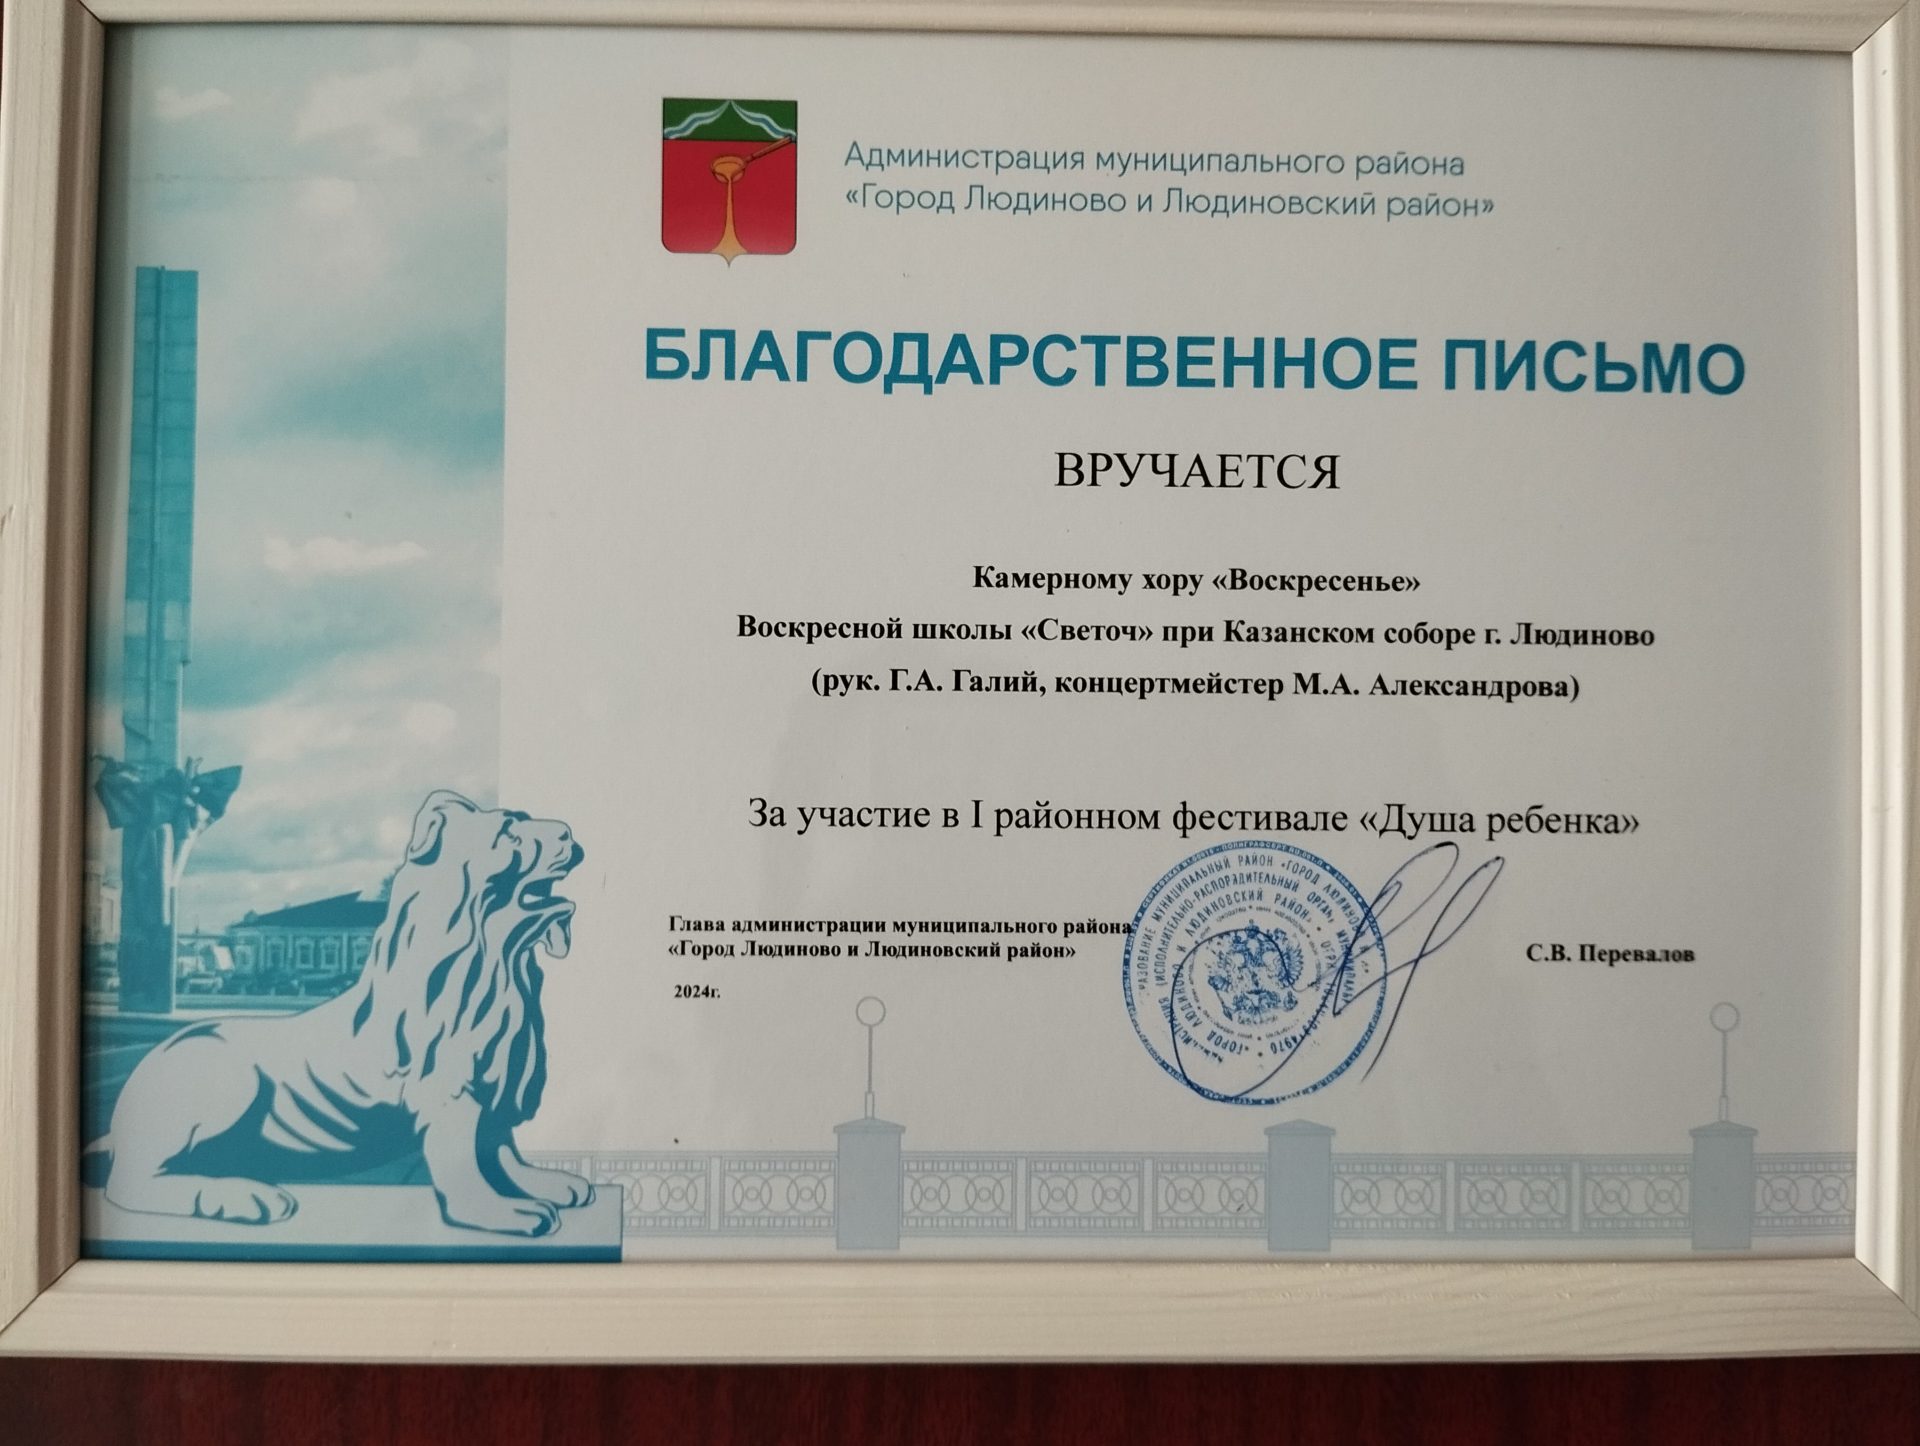 Администрация муниципального района
«Город Людиново и Людиновский район»
БЛАГОДАРСТВЕННОЕ ПИСЬМО
ВРУЧАЕТСЯ
Камерному хору «Воскресенье»
Воскресной школы «Светоч» при Казанском соборе г. Людиново
(рук. Г.А. Галий, концертмейстер М.А. Александрова)
За участие в I районном фестивале «Душа ребенка»
Глава администрации муниципального района
«Город Людиново и Людиновский район»
С.В. Перевалов
2024г.